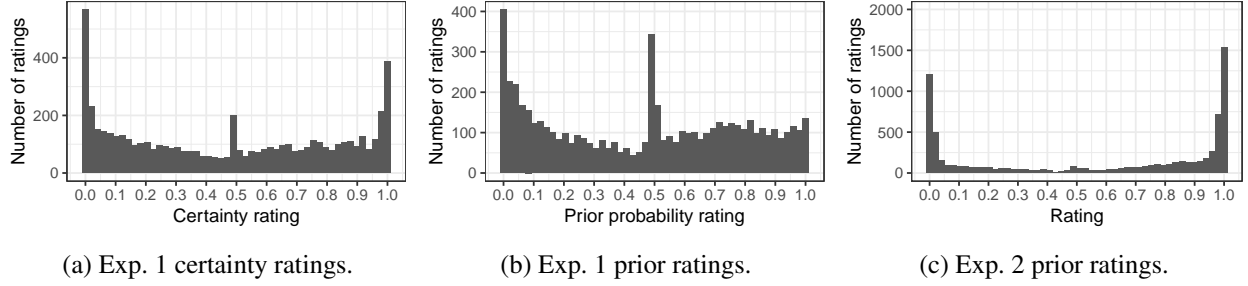 Number of ratings
400
200
0
0.0 0.1 0.2 0.3 0.4 0.5 0.6 0.7 0.8 0.9 1.0
Certainty rating
(a) Exp. 1 certainty ratings.
Number of ratings
400
300
200
100
0
0.0 0.1 0.2 0.3 0.4 0.5 0.6 0.7 0.8 0.9 1.0
Prior probability rating
(b) Exp. 1 prior ratings.
Number of ratings
2000
1500
1000
500
0
0.0 0.1 0.2 0.3 0.4 0.5 0.6 0.7 0.8 0.9 1.0
Rating
(c) Exp. 2 prior ratings.